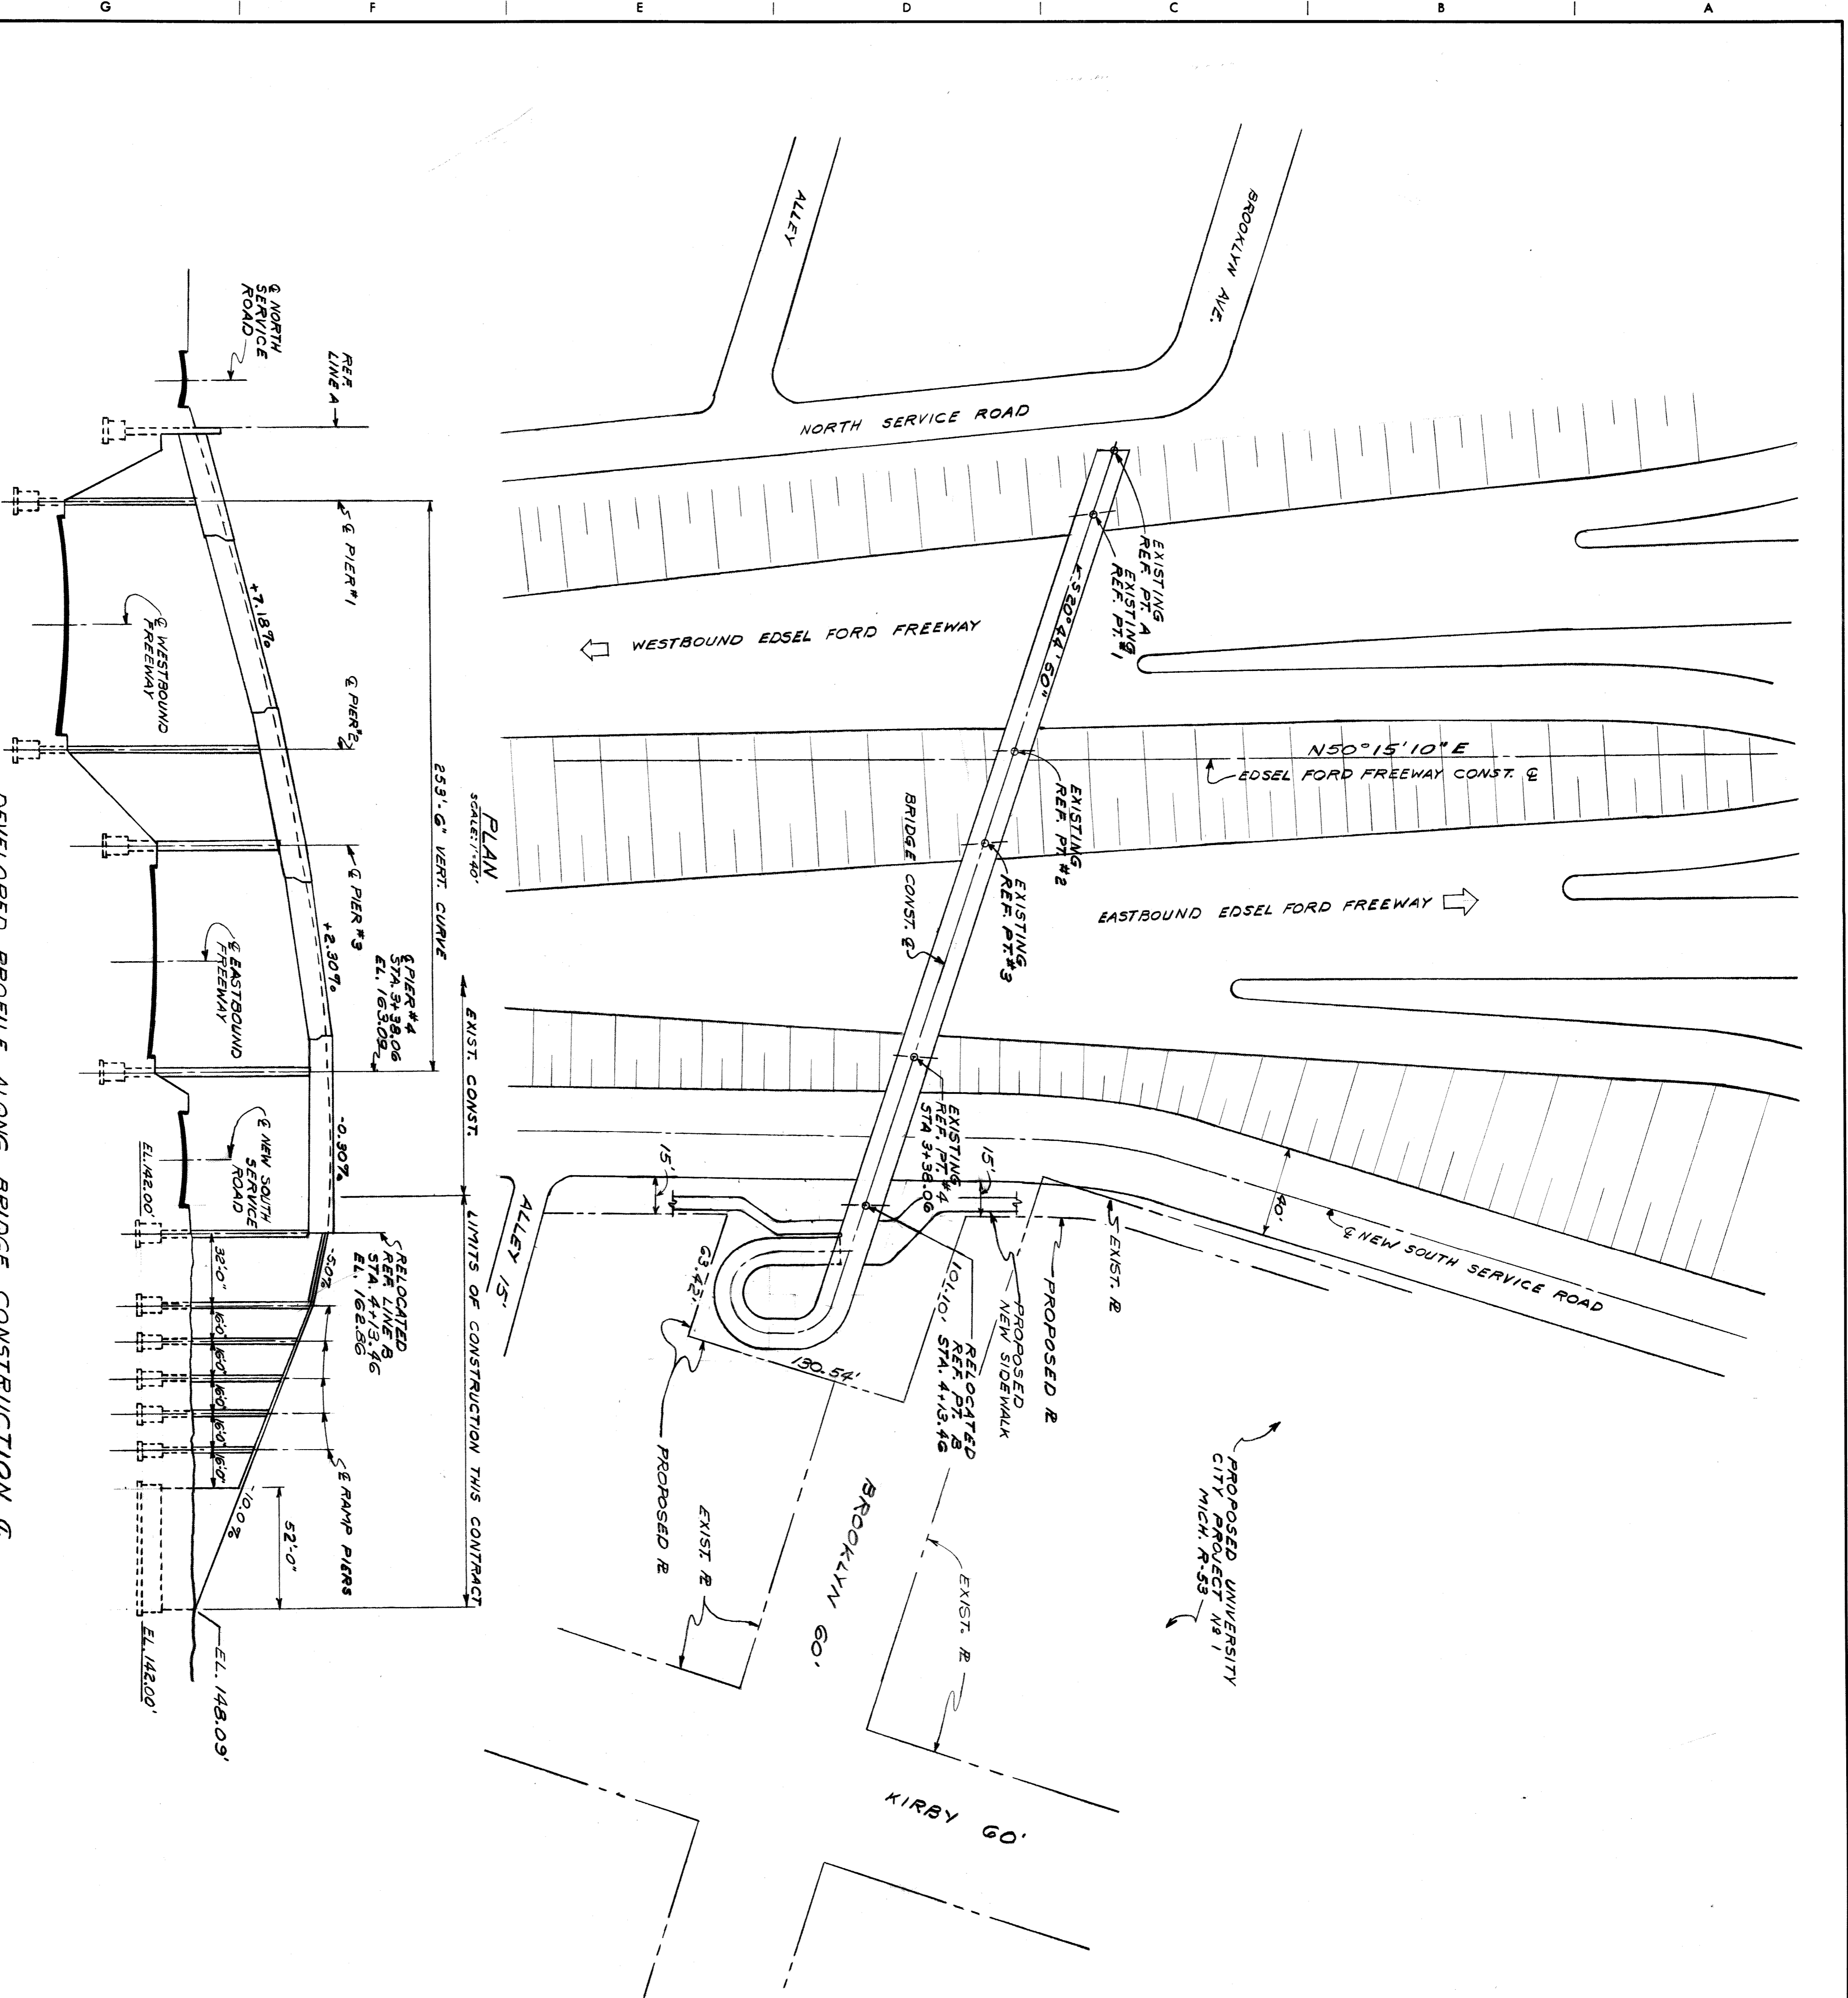 G F E D C B A
BROOKLYN AVE.
ALLEY
NORTH SERVICE ROAD
EXISTING
REF. PT. A
EXISTING
REF. PT. #1
S 20° 44' 50"
WESTBOUND EDSEL FORD FREEWAY
N50°15'10"E
EDSEL FORD FREEWAY CONST. ℄
EXISTING
REF. PT. #2
EXISTING
REF. PT. #3
BRIDGE CONST. ℄
EASTBOUND EDSEL FORD FREEWAY
EXISTING
REF. PT. #4
STA 3+38.06
15'
15'
40'
℄ NEW SOUTH SERVICE ROAD
EXIST. ⅊
PROPOSED ⅊
PROPOSED
NEW SIDEWALK
RELOCATED
REF. PT. B
STA. 4+13.46
101.10'
63.42'
130.54'
ALLEY 15'
PROPOSED ⅊
EXIST. ⅊
BROOKLYN 60'
EXIST. ⅊
PROPOSED UNIVERSITY
CITY PROJECT № 1
MICH. R-53
KIRBY 60'
PLAN
SCALE: 1"=40'
253'-6" VERT. CURVE
EXIST. CONST.
LIMITS OF CONSTRUCTION THIS CONTRACT
REF.
LINE A
℄ NORTH
SERVICE
ROAD
℄ PIER #1
℄ PIER #2
℄ PIER #3
℄ PIER #4
STA. 3+38.06
EL. 163.09
+7.18%
+2.30%
-0.30%
-5.0%
-10.0%
℄ WESTBOUND
FREEWAY
℄ EASTBOUND
FREEWAY
℄ NEW SOUTH
SERVICE
ROAD
RELOCATED
REF. LINE B
STA. 4+13.46
EL. 162.86
℄ RAMP PIERS
EL. 142.00'
32'-0"
16'0"
16'0"
16'0"
16'0"
16'0"
52'-0"
EL. 148.09'
EL. 142.00'
DEVELOPED PROFILE ALONG BRIDGE CONSTRUCTION ℄